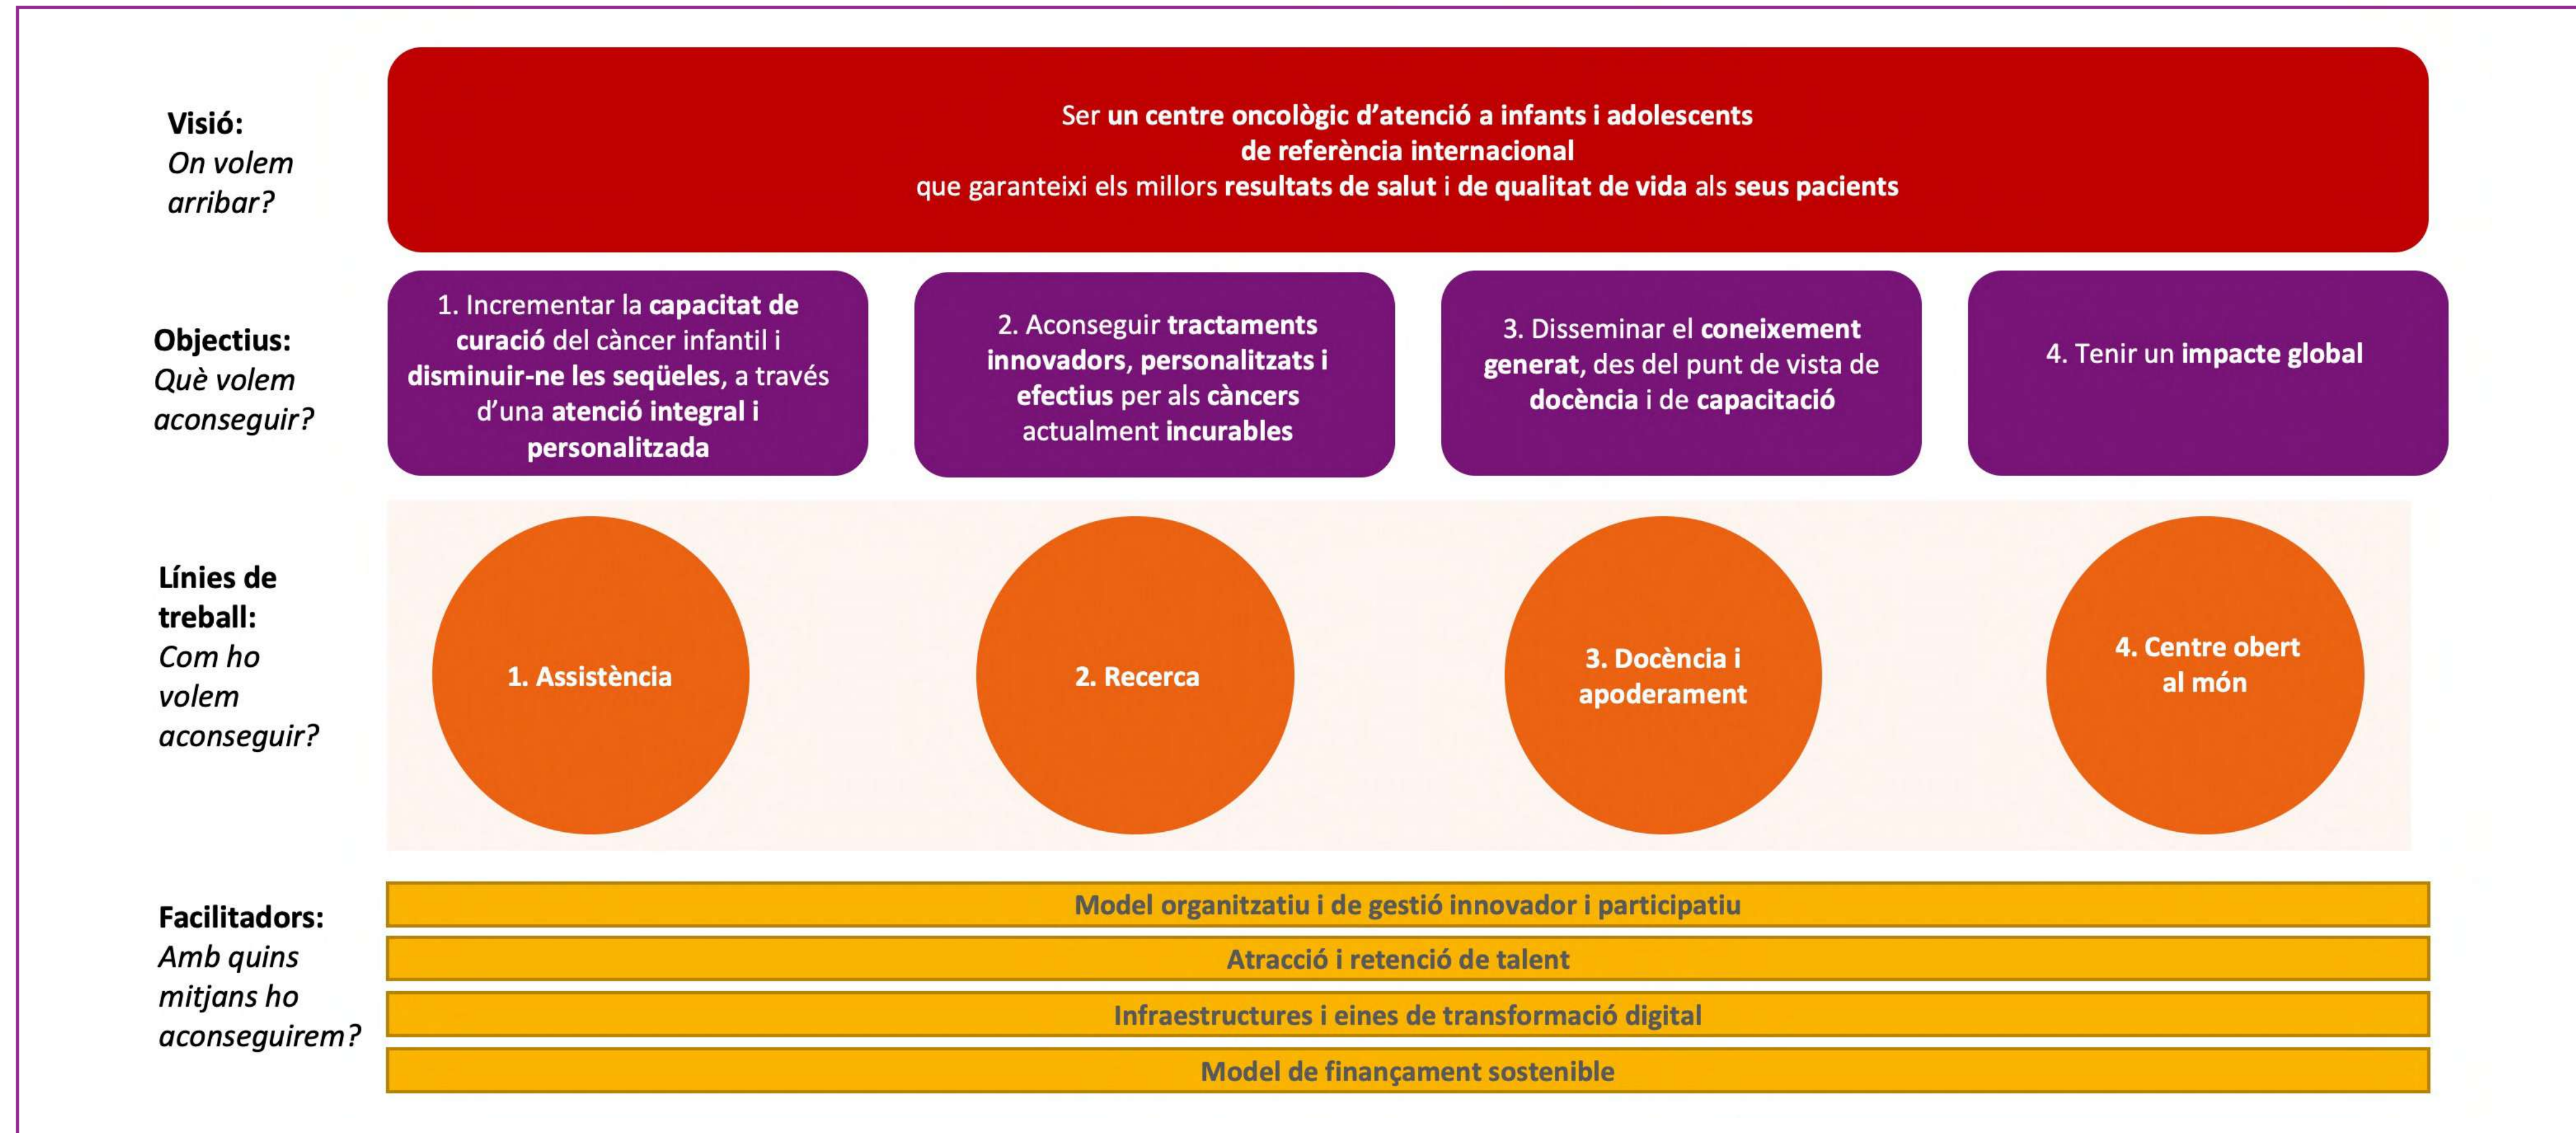 Visió:
On volem
arribar?
Ser un centre oncològic d’atenció a infants i adolescents
de referència internacional
que garanteixi els millors resultats de salut i de qualitat de vida als seus pacients
Objectius:
Què volem
aconseguir?
1. Incrementar la capacitat de
curació del càncer infantil i
disminuir-ne les seqüeles, a través
d’una atenció integral i
personalitzada
2. Aconseguir tractaments
innovadors, personalitzats i
efectius per als càncers
actualment incurables
3. Disseminar el coneixement
generat, des del punt de vista de
docència i de capacitació
4. Tenir un impacte global
Línies de
treball:
Com ho
volem
aconseguir?
1. Assistència
2. Recerca
3. Docència i
apoderament
4. Centre obert
al món
Facilitadors:
Amb quins
mitjans ho
aconseguirem?
Model organitzatiu i de gestió innovador i participatiu
Atracció i retenció de talent
Infraestructures i eines de transformació digital
Model de finançament sostenible